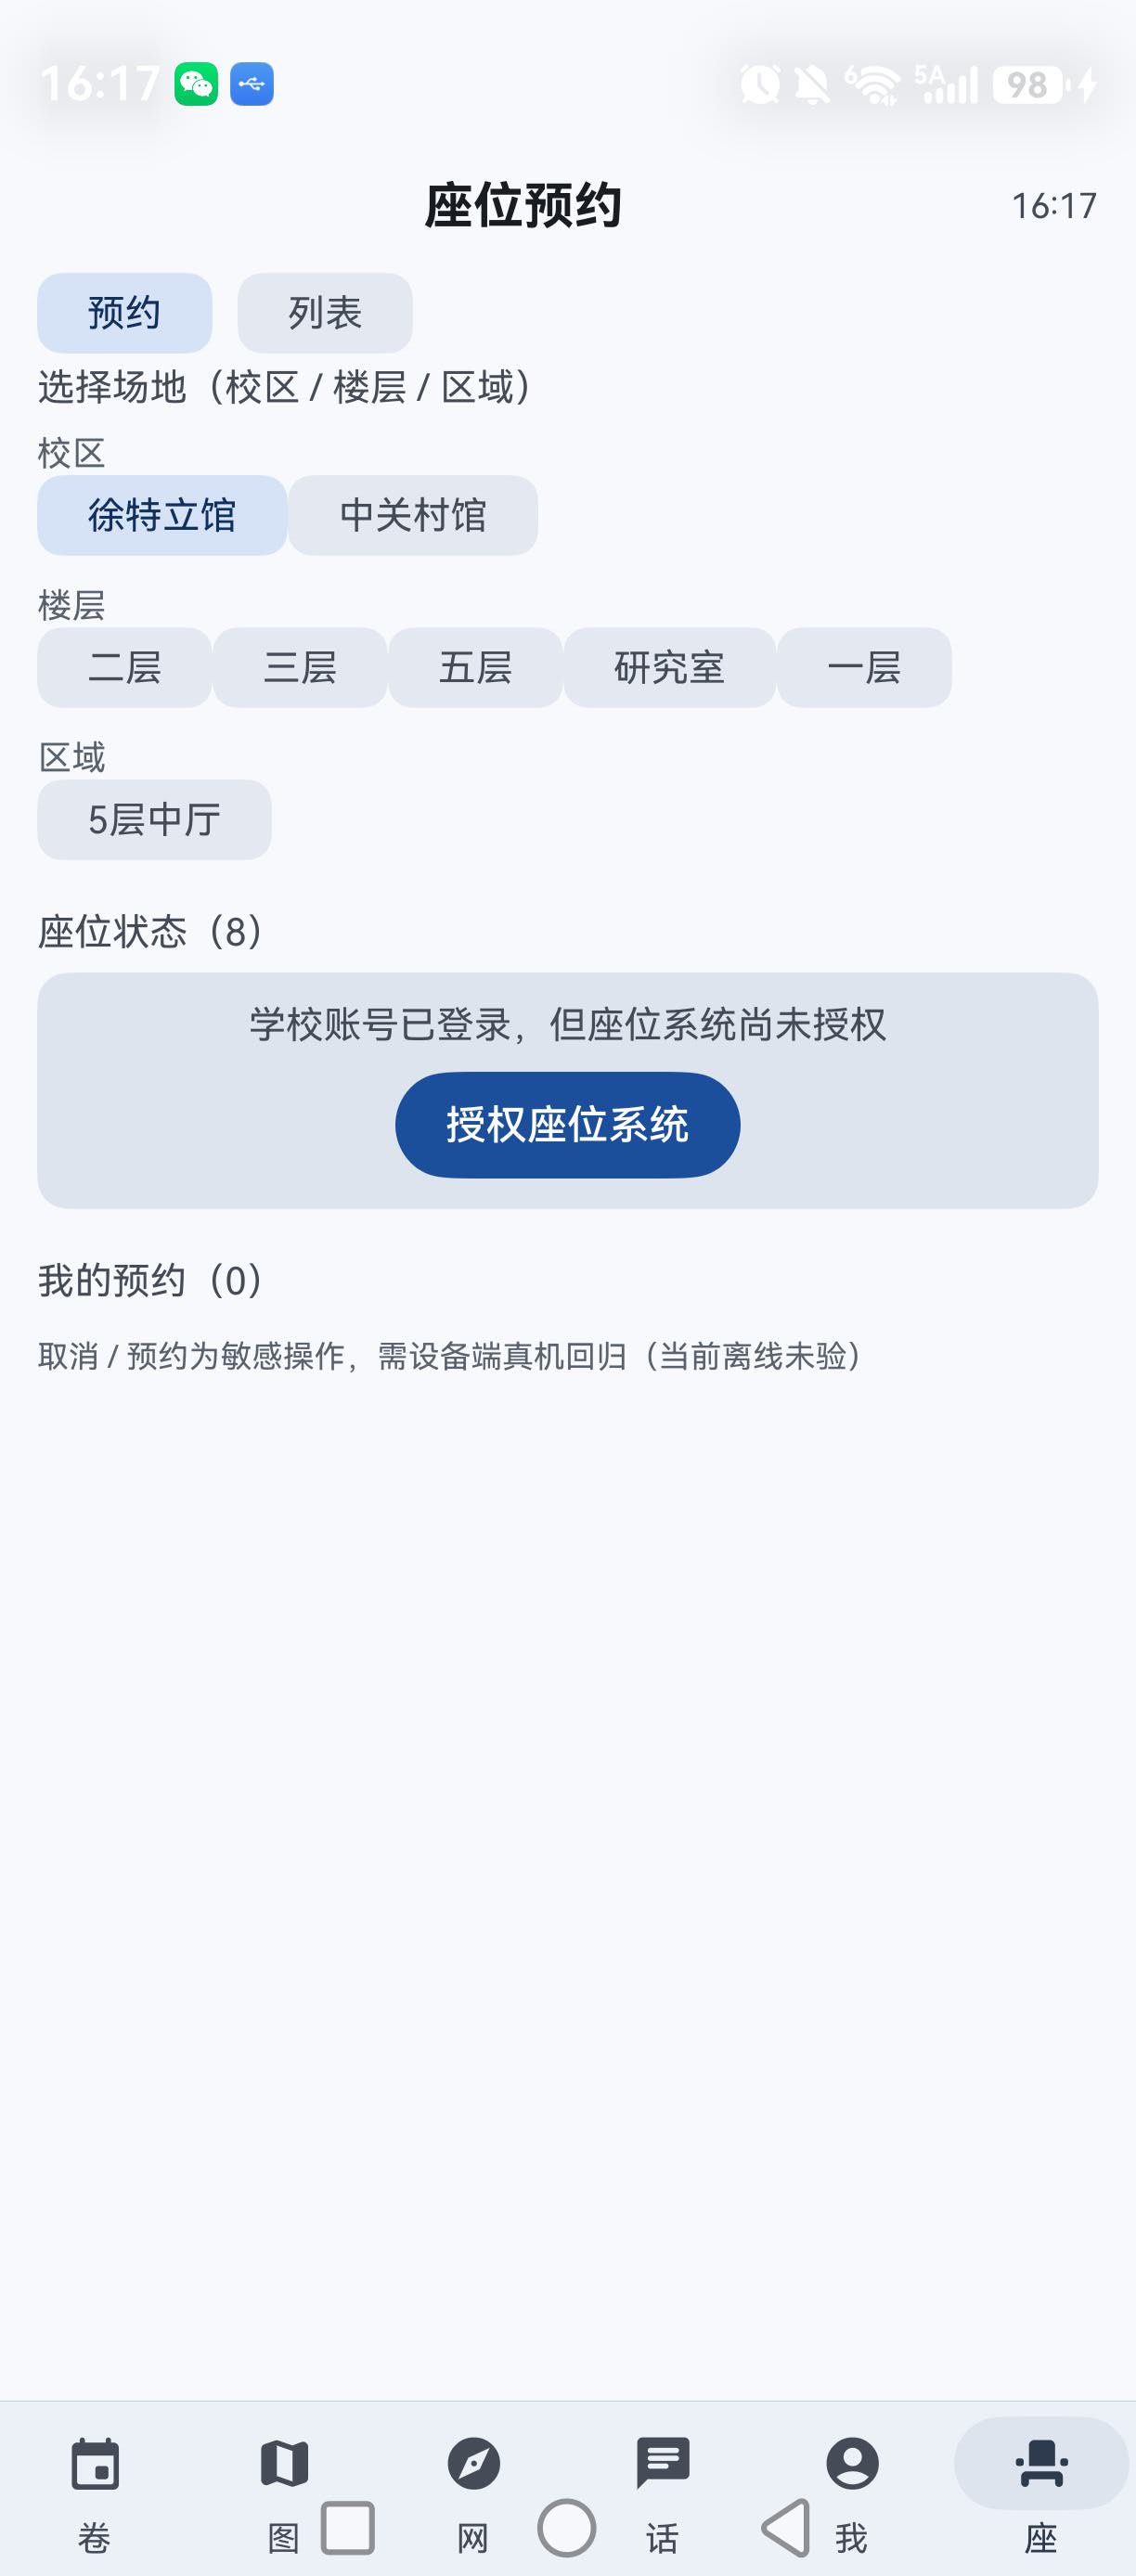 16:17 6 5A 98
座位预约 16:17
预约 列表
选择场地（校区 / 楼层 / 区域）
校区
徐特立馆 中关村馆
楼层
二层 三层 五层 研究室 一层
区域
5层中厅
座位状态（8）
学校账号已登录，但座位系统尚未授权
授权座位系统
我的预约（0）
取消 / 预约为敏感操作，需设备端真机回归（当前离线未验）
卷 图 网 话 我 座